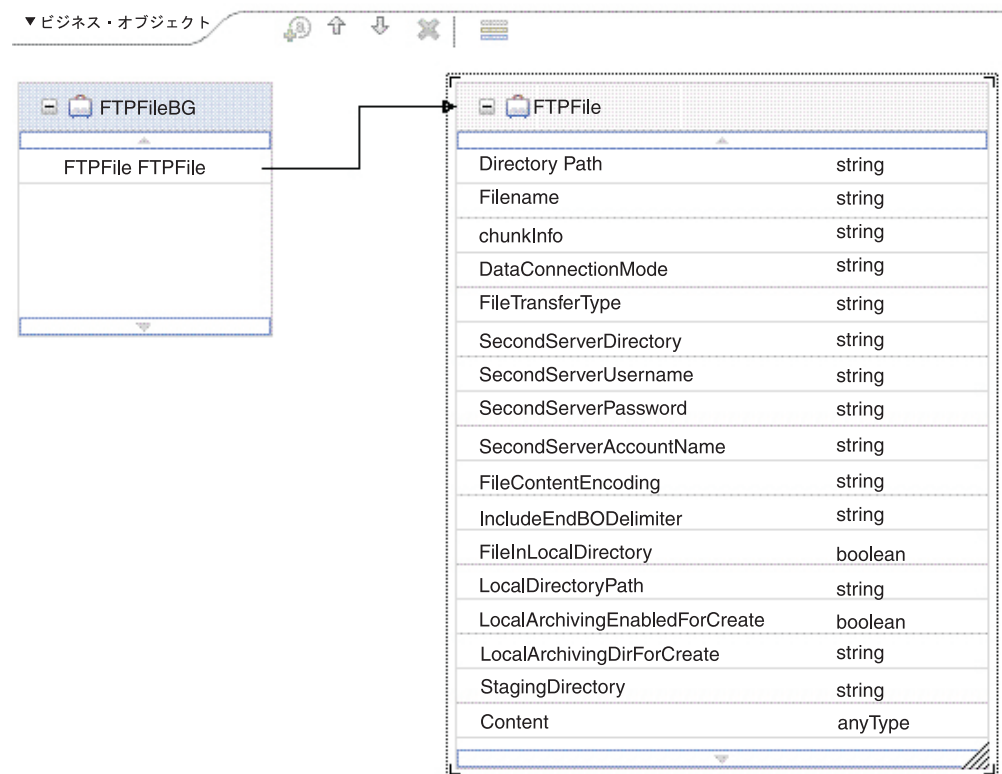 ▼ビジネス・オブジェクト
FTPFileBG
FTPFile FTPFile
FTPFile
Directory Path string
Filename string
chunkInfo string
DataConnectionMode string
FileTransferType string
SecondServerDirectory string
SecondServerUsername string
SecondServerPassword string
SecondServerAccountName string
FileContentEncoding string
IncludeEndBODelimiter string
FileInLocalDirectory boolean
LocalDirectoryPath string
LocalArchivingEnabledForCreate boolean
LocalArchivingDirForCreate string
StagingDirectory string
Content anyType